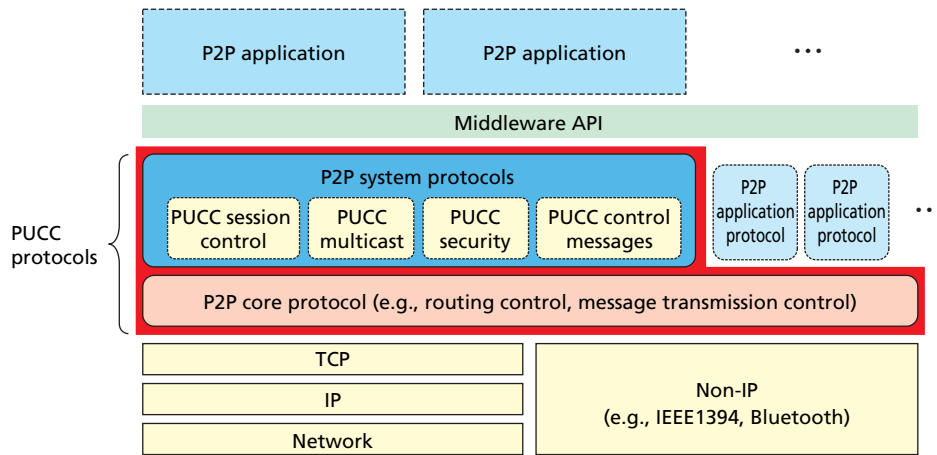 P2P application
P2P application
...
Middleware API
PUCC
protocols
P2P system protocols
PUCC session
control
PUCC
multicast
PUCC
security
PUCC control
messages
P2P
application
protocol
P2P
application
protocol
..
P2P core protocol (e.g., routing control, message transmission control)
TCP
IP
Network
Non-IP
(e.g., IEEE1394, Bluetooth)